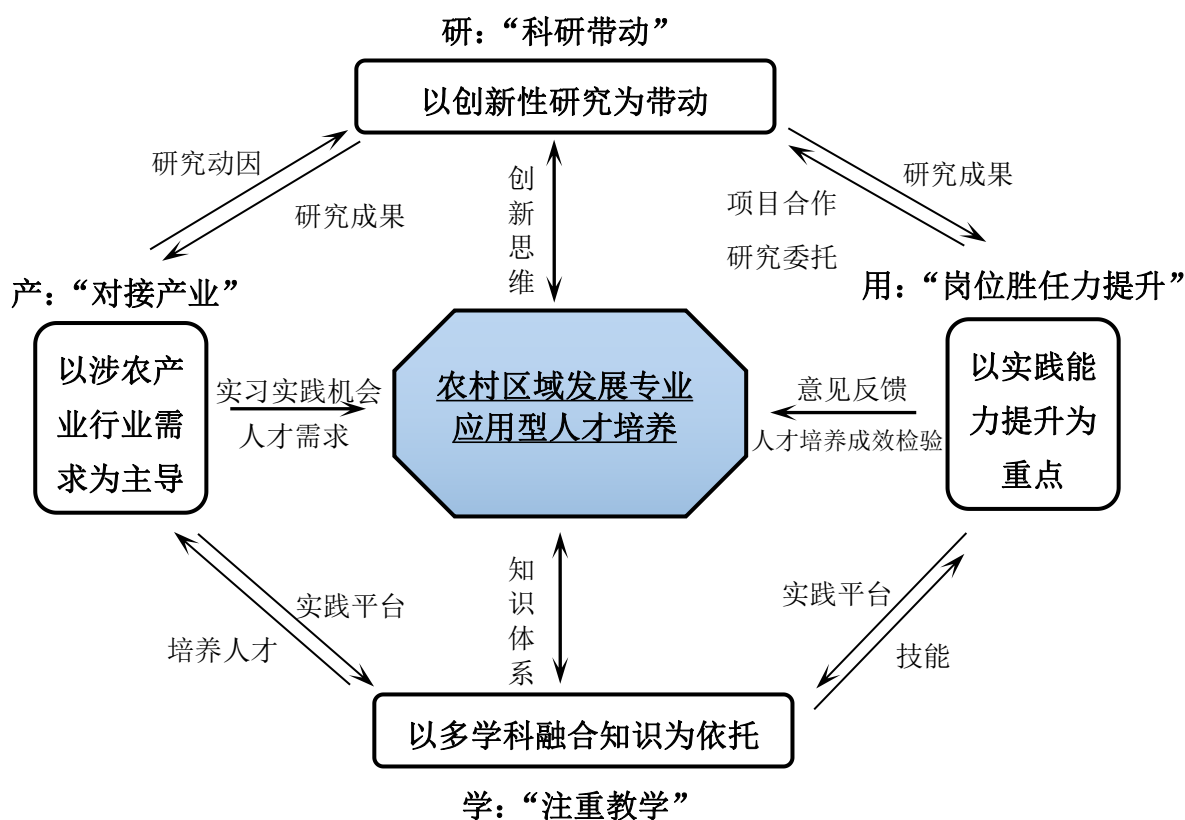 研：“科研带动”
以创新性研究为带动
研究动因
研究成果
创新思维
研究成果
项目合作
研究委托
产：“对接产业”
用：“岗位胜任力提升”
以涉农产
业行业需
求为主导
实习实践机会
人才需求
农村区域发展专业
应用型人才培养
意见反馈
人才培养成效检验
以实践能
力提升为
重点
知识体系
实践平台
培养人才
实践平台
技能
以多学科融合知识为依托
学：“注重教学”